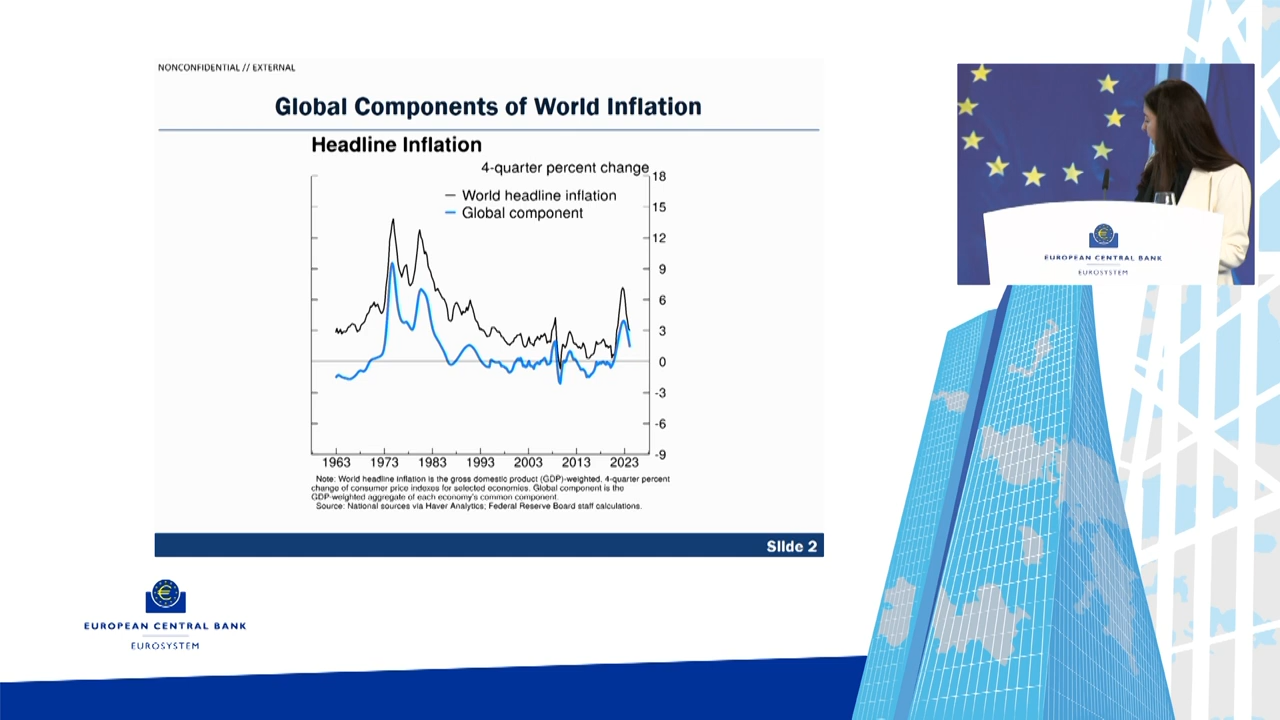 NONCONFIDENTIAL // EXTERNAL
Global Components of World Inflation
Headline Inflation
4-quarter percent change
18
World headline inflation
Global component
15
12
9
6
3
0
-3
-6
-9
1963 1973 1983 1993 2003 2013 2023
Note: World headline inflation is the gross domestic product (GDP)-weighted. 4-quarter percent
change of consumer price indexes for selected economies. Global component is the
GDP-weighted aggregate of each economy's common component.
Source: National sources via Haver Analytics; Federal Reserve Board staff calculations.
Slide 2
EUROPEAN CENTRAL BANK
EUROSYSTEM
EUROPEAN CENTRAL BANK
EUROSYSTEM